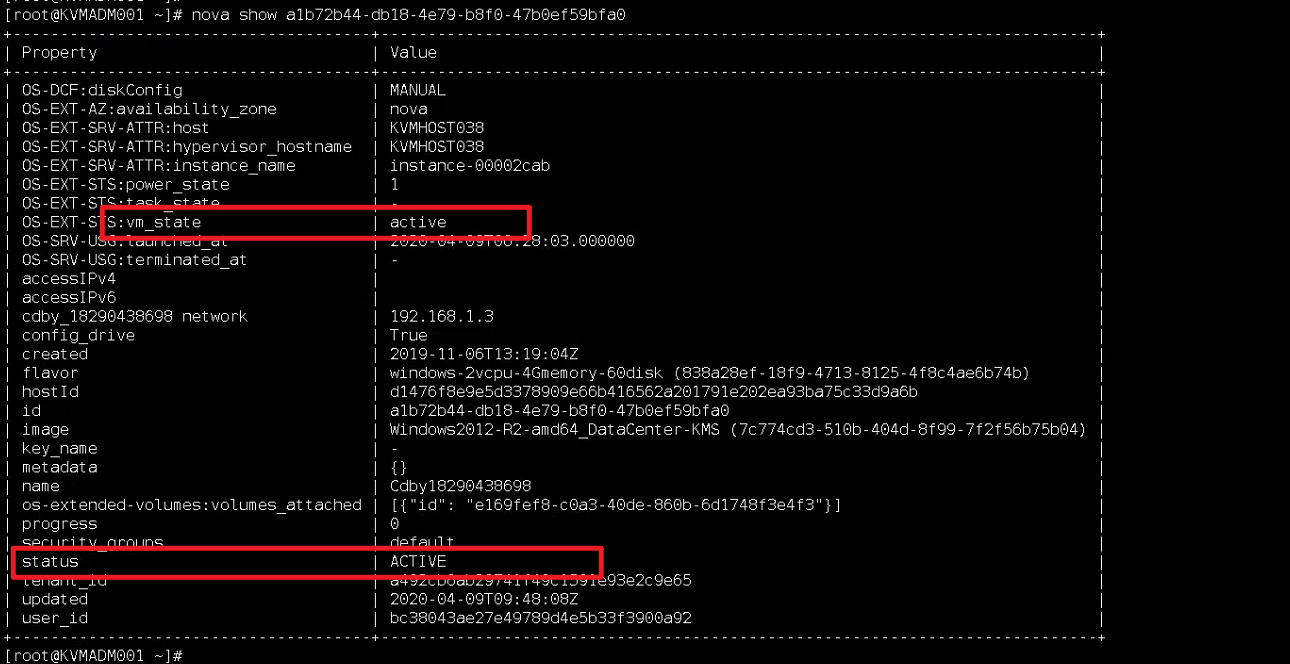 [root@KVMADM001 ~]# nova show a1b72b44-db18-4e79-b8f0-47b0ef59bfa0
| Property | Value |
| OS-DCF:diskConfig | MANUAL |
| OS-EXT-AZ:availability_zone | nova |
| OS-EXT-SRV-ATTR:host | KVMHOST038 |
| OS-EXT-SRV-ATTR:hypervisor_hostname | KVMHOST038 |
| OS-EXT-SRV-ATTR:instance_name | instance-00002cab |
| OS-EXT-STS:power_state | 1 |
| OS-EXT-STS:task_state | - |
| OS-EXT-STS:vm_state | active |
| OS-SRV-USG:launched_at | 2020-04-09T06:28:03.000000 |
| OS-SRV-USG:terminated_at | - |
| accessIPv4 | |
| accessIPv6 | |
| cdby_18290438698 network | 192.168.1.3 |
| config_drive | True |
| created | 2019-11-06T13:19:04Z |
| flavor | windows-2vcpu-4Gmemory-60disk (838a28ef-18f9-4713-8125-4f8c4ae6b74b) |
| hostId | d1476f8e9e5d3378909e66b416562a201791e202ea93ba75c33d9a6b |
| id | a1b72b44-db18-4e79-b8f0-47b0ef59bfa0 |
| image | Windows2012-R2-amd64_DataCenter-KMS (7c774cd3-510b-404d-8f99-7f2f56b75b04) |
| key_name | - |
| metadata | {} |
| name | Cdby18290438698 |
| os-extended-volumes:volumes_attached | [{"id": "e169fef8-c0a3-40de-860b-6d1748f3e4f3"}] |
| progress | 0 |
| security_groups | default |
| status | ACTIVE |
| tenant_id | a492cb6ab29741f49c1591e93e2c9e65 |
| updated | 2020-04-09T09:48:08Z |
| user_id | bc38043ae27e49789d4e5b33f3900a92 |
[root@KVMADM001 ~]#